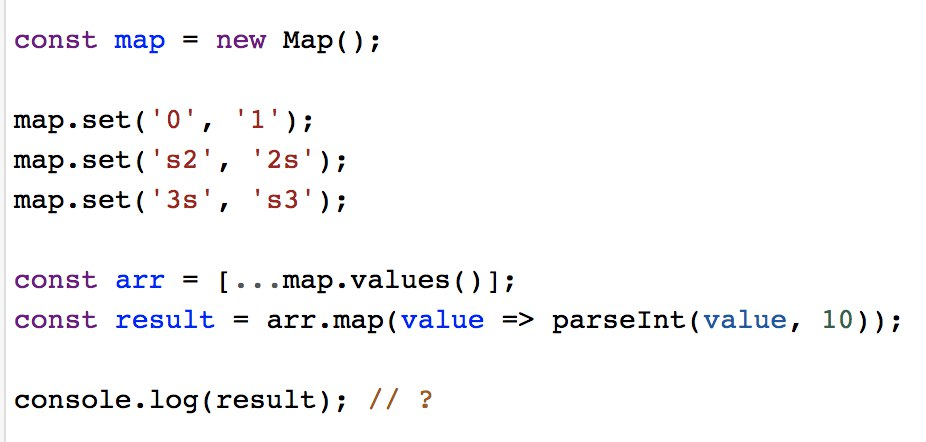 const map = new Map();
map.set('0', '1');
map.set('s2', '2s');
map.set('3s', 's3');
const arr = [...map.values()];
const result = arr.map(value => parseInt(value, 10));
console.log(result); // ?